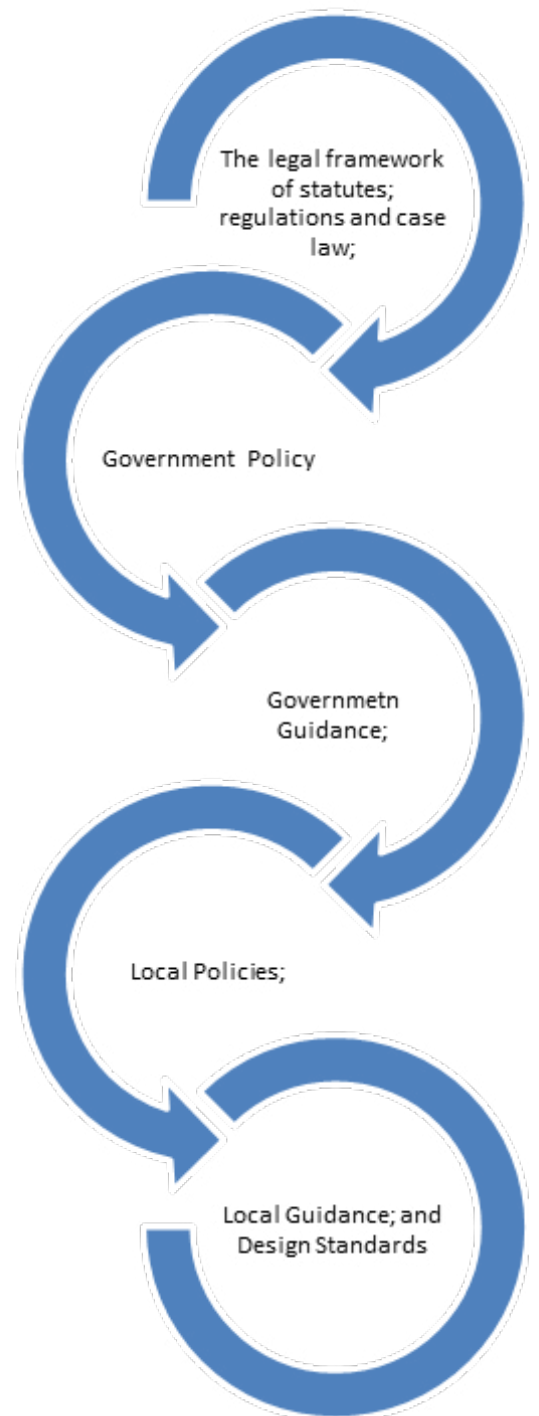 The legal framework
of statutes;
regulations and case
law;
Government Policy
Governmetn
Guidance;
Local Policies;
Local Guidance; and
Design Standards